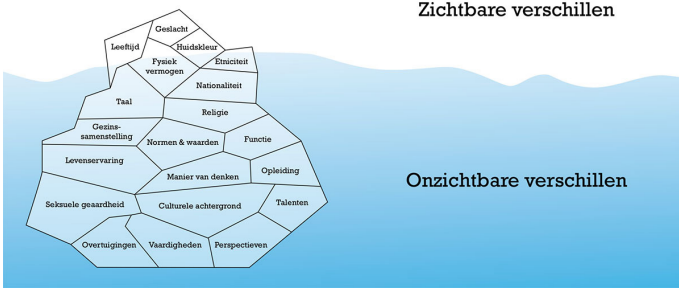 Zichtbare verschillen
Geslacht
Leeftijd
Huidskleur
Fysiek
vermogen
Etniciteit
Nationaliteit
Taal
Religie
Gezins-
samenstelling
Normen & waarden
Functie
Levenservaring
Manier van denken
Opleiding
Onzichtbare verschillen
Seksuele geaardheid
Culturele achtergrond
Talenten
Overtuigingen
Vaardigheden
Perspectieven